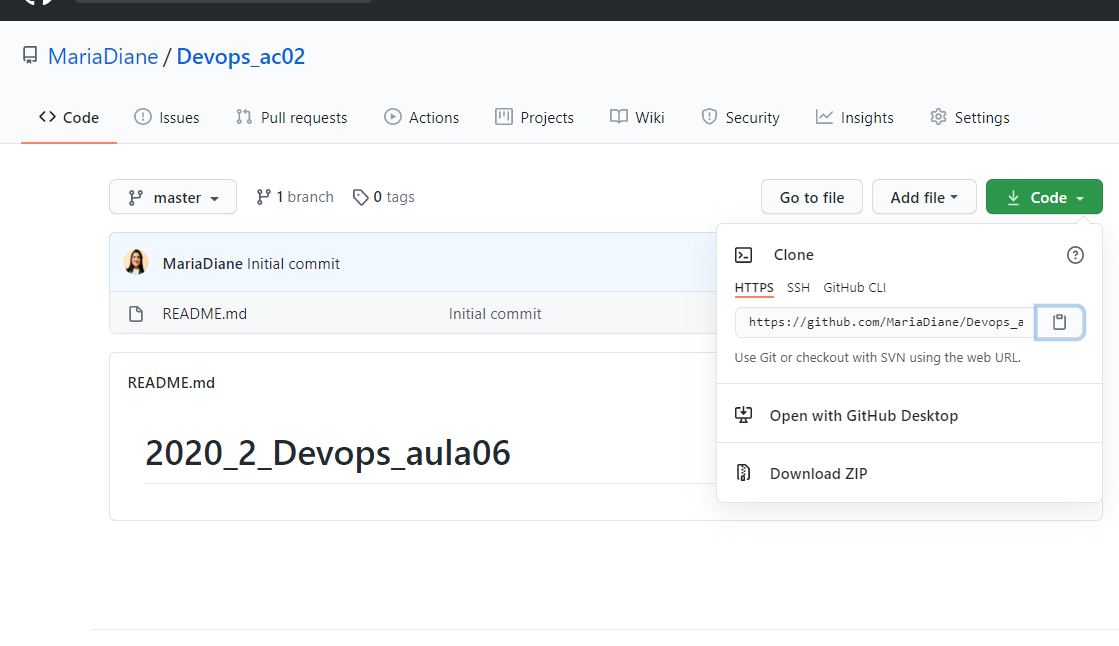 MariaDiane / Devops_ac02
Code Issues Pull requests Actions Projects Wiki Security Insights Settings
master 1 branch 0 tags Go to file Add file Code
MariaDiane Initial commit
README.md Initial commit
README.md
2020_2_Devops_aula06
Clone
HTTPS SSH GitHub CLI
https://github.com/MariaDiane/Devops_a
Use Git or checkout with SVN using the web URL.
Open with GitHub Desktop
Download ZIP